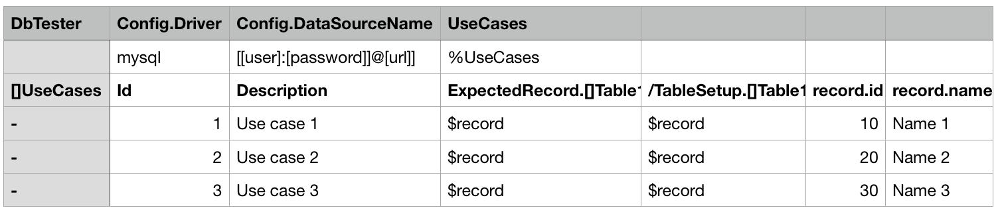 DbTester Config.Driver Config.DataSourceName UseCases
mysql [[user]:[password]]@[url]] %UseCases
[]UseCases Id Description ExpectedRecord.[]Table1 /TableSetup.[]Table1 record.id record.name
- 1 Use case 1 $record $record 10 Name 1
- 2 Use case 2 $record $record 20 Name 2
- 3 Use case 3 $record $record 30 Name 3